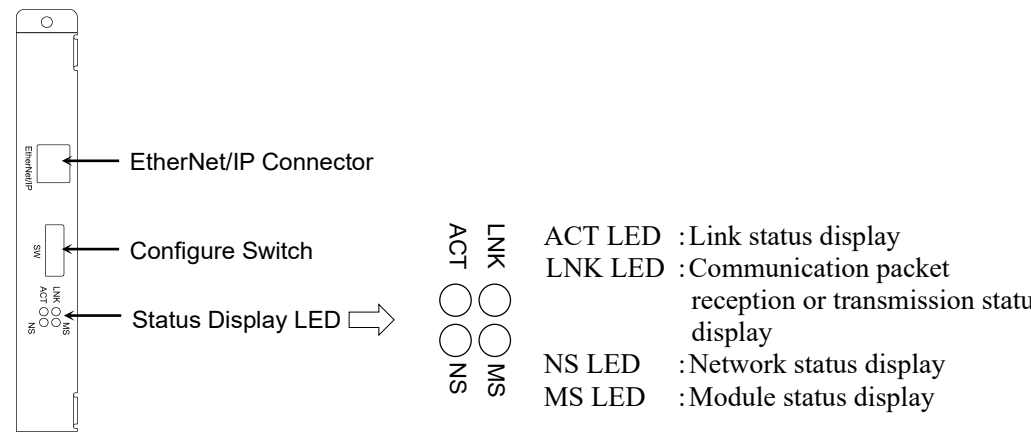 EtherNet/IP
EtherNet/IP Connector
SW
Configure Switch
LNK
ACT
MS
NS
Status Display LED
LNK
ACT
MS
NS
ACT LED :Link status display
LNK LED :Communication packet
reception or transmission statu
display
NS LED :Network status display
MS LED :Module status display